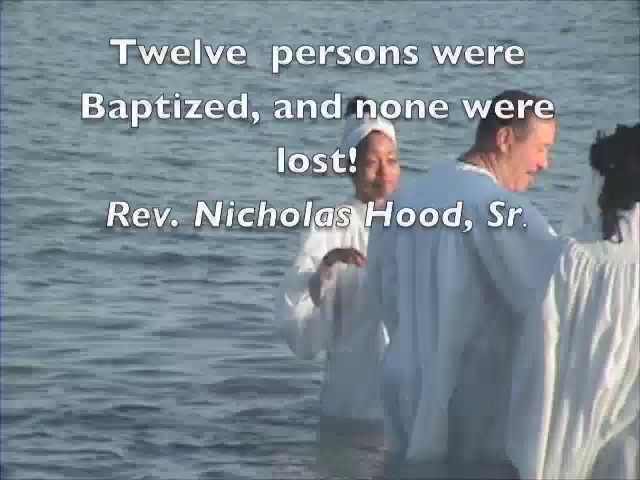 Twelve persons were
Baptized, and none were
lost!
Rev. Nicholas Hood, Sr.